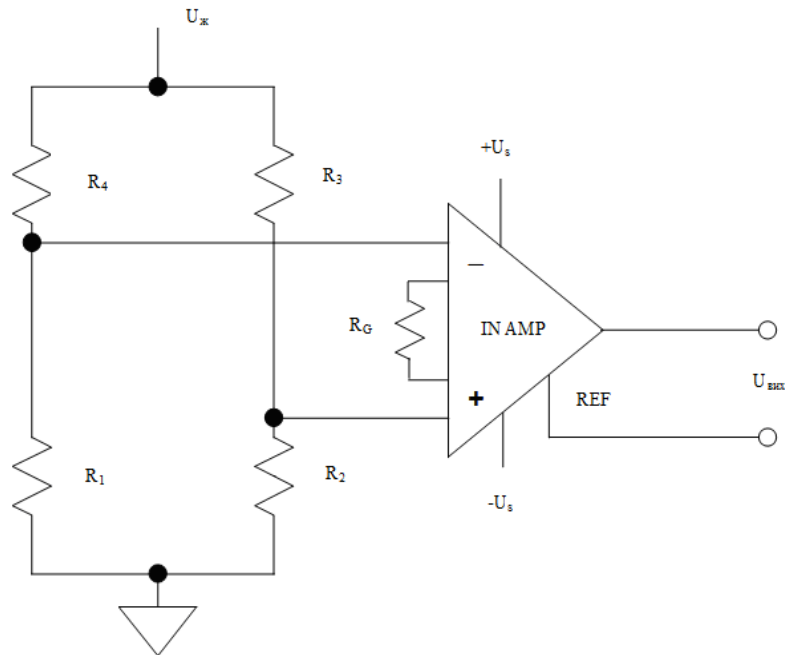 Uж
R4
R3
+Us
–
RG
IN AMP
Uвих
+
REF
R1
R2
-Us